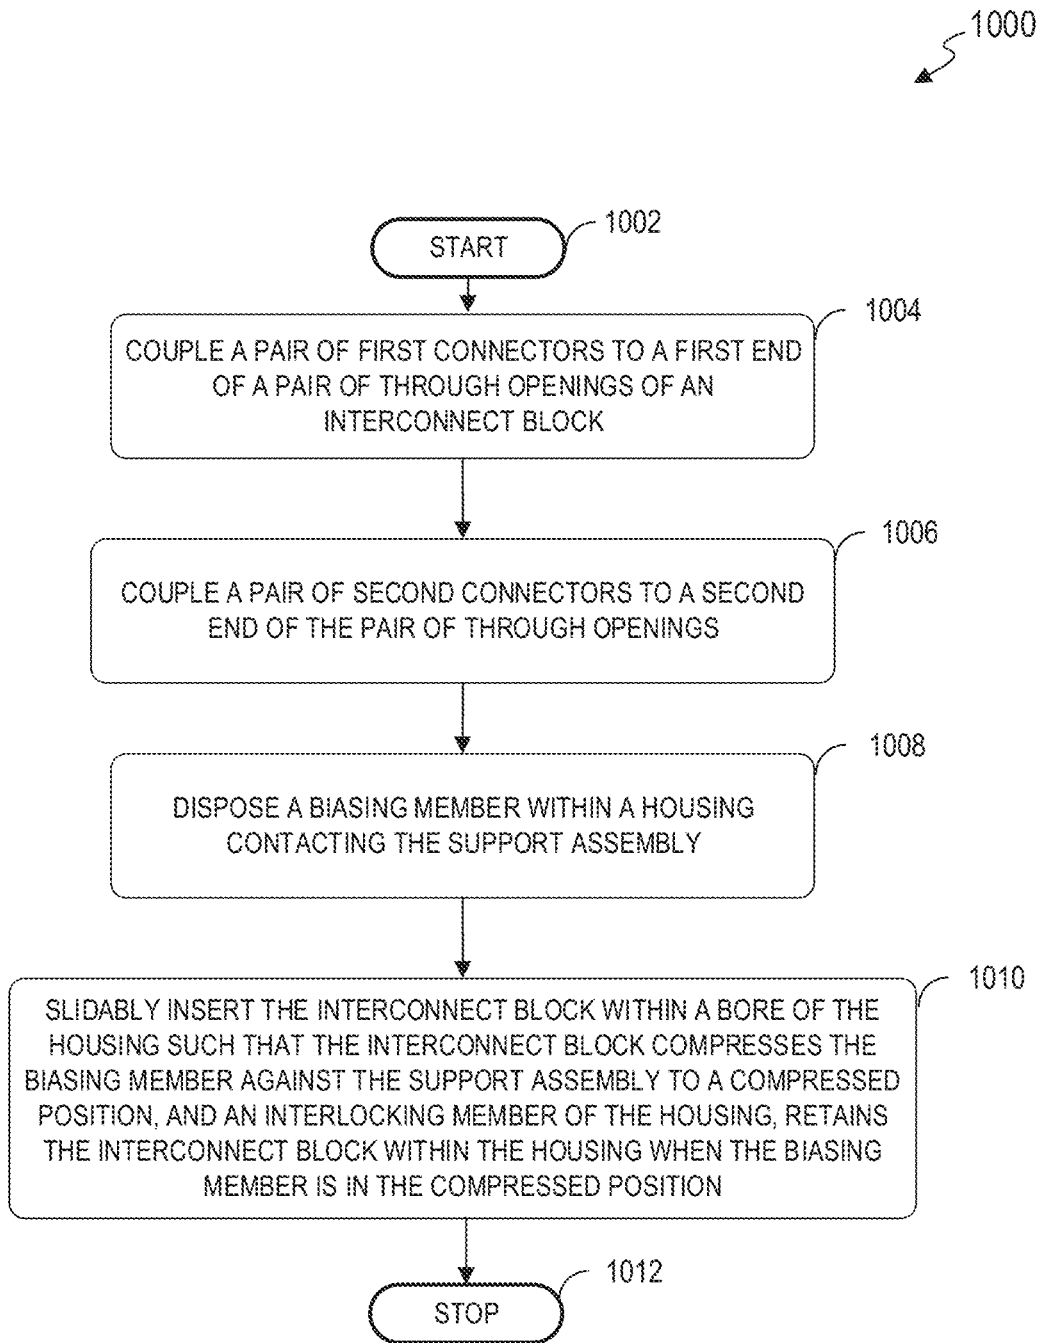 1000
START
1002
1004
COUPLE A PAIR OF FIRST CONNECTORS TO A FIRST END
OF A PAIR OF THROUGH OPENINGS OF AN
INTERCONNECT BLOCK
1006
COUPLE A PAIR OF SECOND CONNECTORS TO A SECOND
END OF THE PAIR OF THROUGH OPENINGS
1008
DISPOSE A BIASING MEMBER WITHIN A HOUSING
CONTACTING THE SUPPORT ASSEMBLY
1010
SLIDABLY INSERT THE INTERCONNECT BLOCK WITHIN A BORE OF THE
HOUSING SUCH THAT THE INTERCONNECT BLOCK COMPRESSES THE
BIASING MEMBER AGAINST THE SUPPORT ASSEMBLY TO A COMPRESSED
POSITION, AND AN INTERLOCKING MEMBER OF THE HOUSING, RETAINS
THE INTERCONNECT BLOCK WITHIN THE HOUSING WHEN THE BIASING
MEMBER IS IN THE COMPRESSED POSITION
1012
STOP